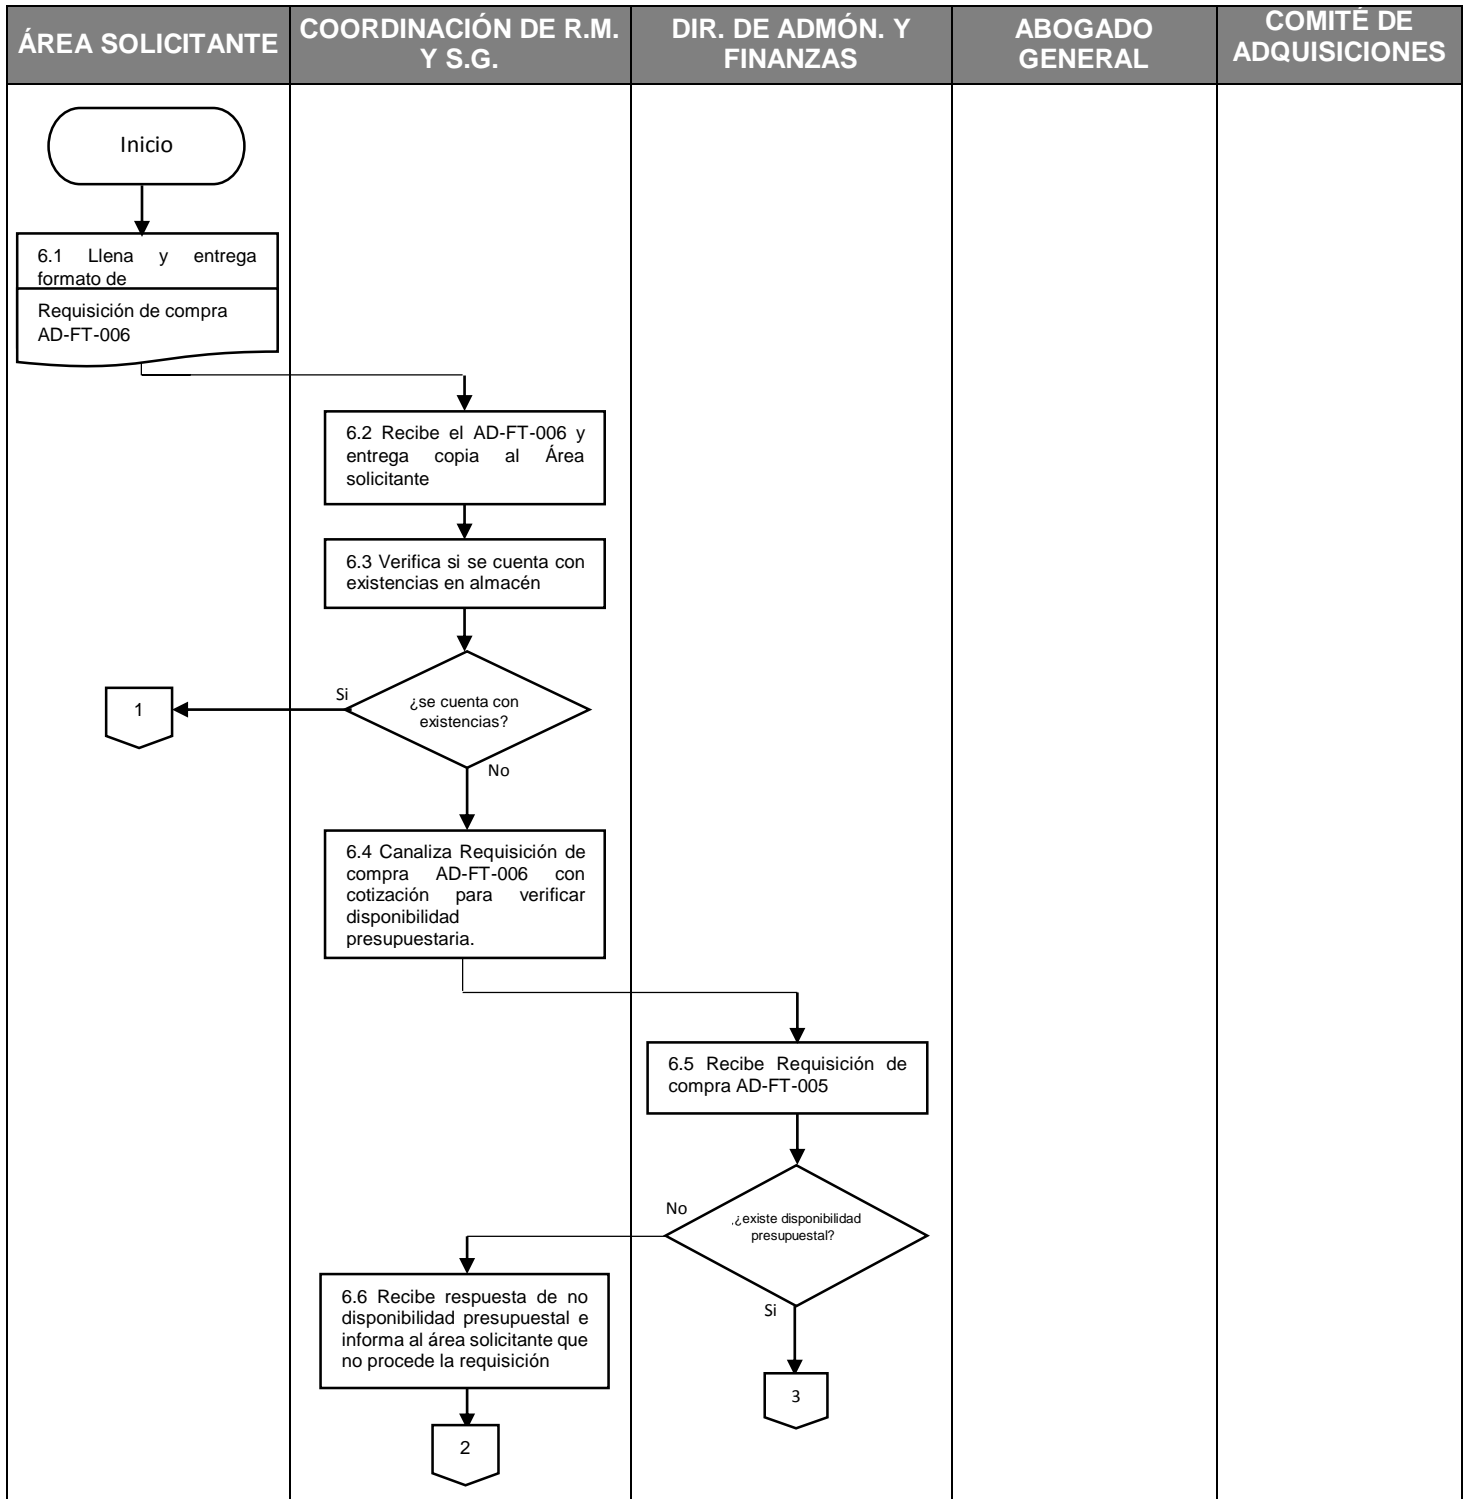 ÁREA SOLICITANTE
COORDINACIÓN DE R.M.
Y S.G.
DIR. DE ADMÓN. Y
FINANZAS
ABOGADO
GENERAL
COMITÉ DE
ADQUISICIONES
Inicio
6.1 Llena y entrega
formato de
Requisición de compra
AD-FT-006
6.2 Recibe el AD-FT-006 y
entrega copia al Área
solicitante
6.3 Verifica si se cuenta con
existencias en almacén
¿se cuenta con
existencias?
Si
1
No
6.4 Canaliza Requisición de
compra AD-FT-006 con
cotización para verificar
disponibilidad
presupuestaria.
6.5 Recibe Requisición de
compra AD-FT-005
.¿existe disponibilidad
presupuestal?
No
Si
6.6 Recibe respuesta de no
disponibilidad presupuestal e
informa al área solicitante que
no procede la requisición
3
2